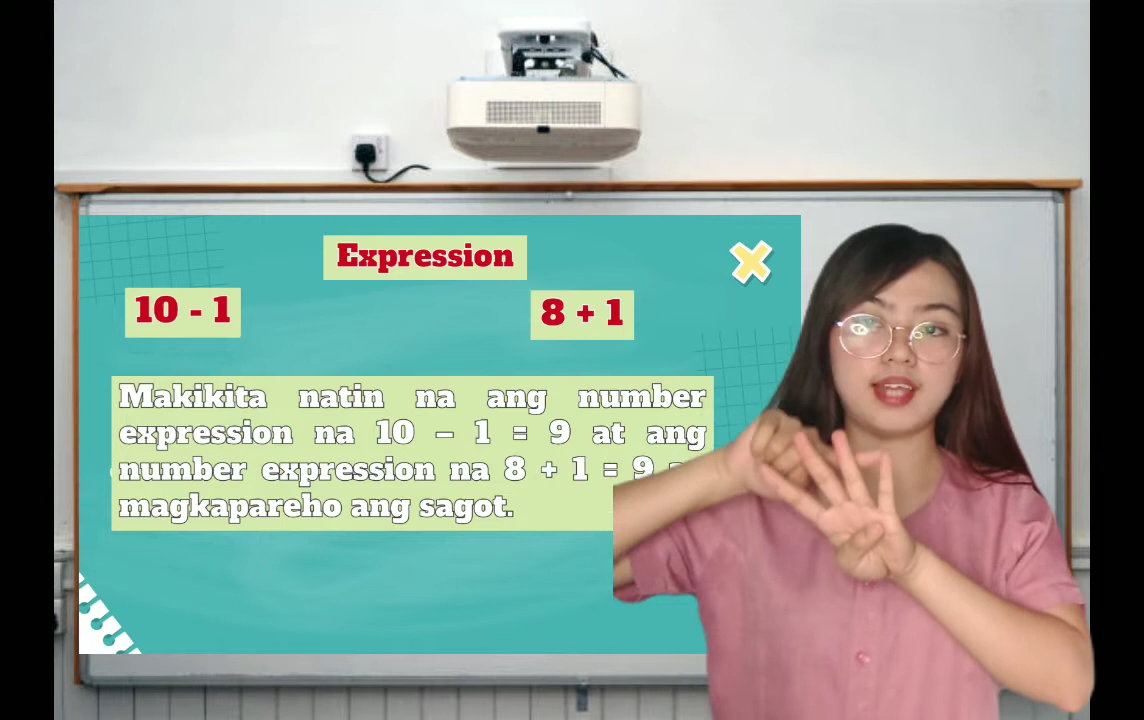 Expression
10 - 1
8 + 1
Makikita natin na ang number
expression na 10 – 1 = 9 at ang
number expression na 8 + 1 = 9
magkapareho ang sagot.